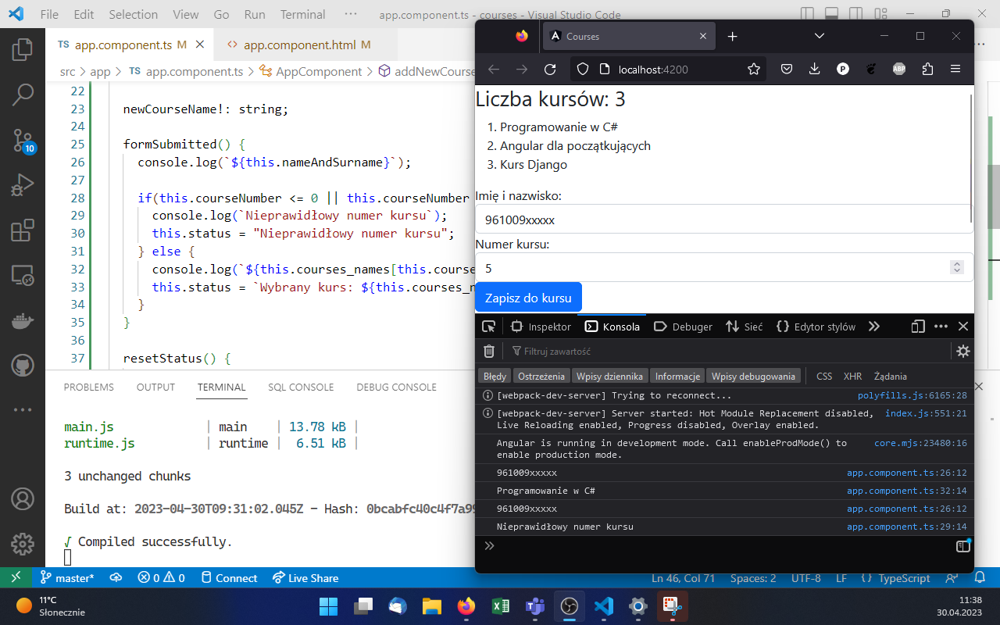 File Edit Selection View Go Run Terminal ··· app.component.ts - courses - Visual Studio Code
TS app.component.ts M
<> app.component.html M
src > app > TS app.component.ts > AppComponent > addNewCourse
22
23 newCourseName!: string;
24
25 formSubmitted() {
26 console.log(`${this.nameAndSurname}`);
27
28 if(this.courseNumber <= 0 || this.courseNumber
29 console.log(`Nieprawidłowy numer kursu`);
30 this.status = "Nieprawidłowy numer kursu";
31 } else {
32 console.log(`${this.courses_names[this.course
33 this.status = `Wybrany kurs: ${this.courses_n
34 }
35 }
36
37 resetStatus() {
PROBLEMS OUTPUT TERMINAL SQL CONSOLE DEBUG CONSOLE
main.js | main | 13.78 kB |
runtime.js | runtime | 6.51 kB |
3 unchanged chunks
Build at: 2023-04-30T09:31:02.045Z - Hash: 0bcabfc40c4f7a99
√ Compiled successfully.
10
master* 0 0 Connect Live Share
Ln 46, Col 71 Spaces: 2 UTF-8 LF {} TypeScript
Courses
localhost:4200
P
ABP
Liczba kursów: 3
1. Programowanie w C#
2. Angular dla początkujących
3. Kurs Django
Imię i nazwisko:
961009xxxxx
Numer kursu:
5
Zapisz do kursu
Inspektor Konsola Debuger Sieć {} Edytor stylów
Filtruj zawartość
Błędy Ostrzeżenia Wpisy dziennika Informacje Wpisy debugowania CSS XHR Żądania
[webpack-dev-server] Trying to reconnect... polyfills.js:6165:28
[webpack-dev-server] Server started: Hot Module Replacement disabled, index.js:551:21
Live Reloading enabled, Progress disabled, Overlay enabled.
Angular is running in development mode. Call enableProdMode() to core.mjs:23480:16
enable production mode.
961009xxxxx app.component.ts:26:12
Programowanie w C# app.component.ts:32:14
961009xxxxx app.component.ts:26:12
Nieprawidłowy numer kursu app.component.ts:29:14
11°C
Słonecznie
11:38
30.04.2023